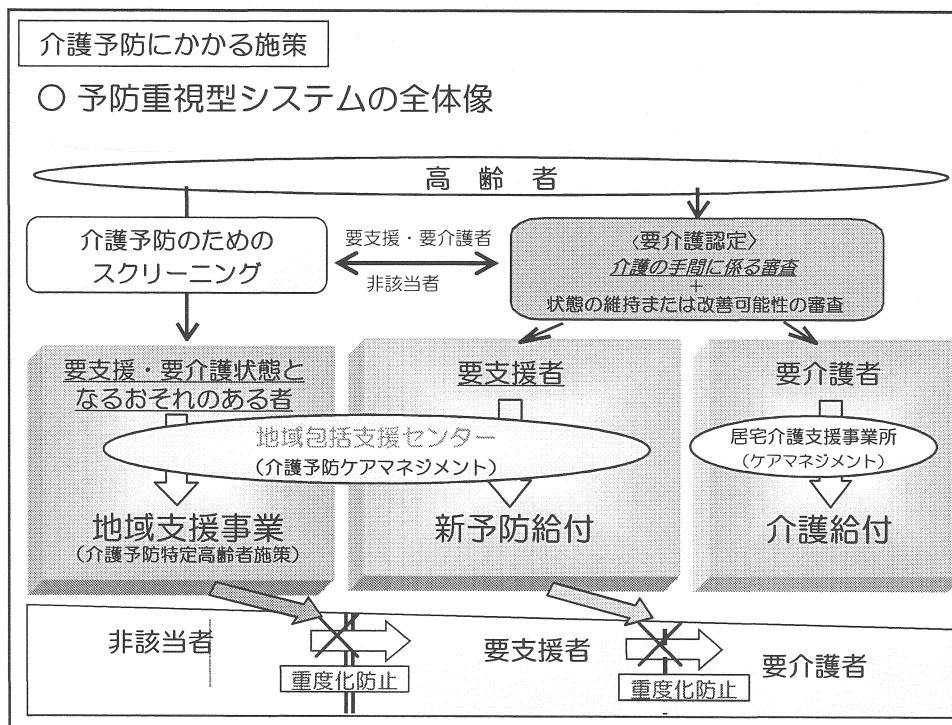 介護予防にかかる施策
○ 予防重視型システムの全体像
高 齢 者
介護予防のための
スクリーニング
要支援・要介護者
非該当者
〈要介護認定〉
介護の手間に係る審査
+
状態の維持または改善可能性の審査
要支援・要介護状態と
なるおそれのある者
要支援者
要介護者
地域包括支援センター
(介護予防ケアマネジメント)
居宅介護支援事業所
(ケアマネジメント)
地域支援事業
(介護予防特定高齢者施策)
新予防給付
介護給付
非該当者
重度化防止
要支援者
重度化防止
要介護者